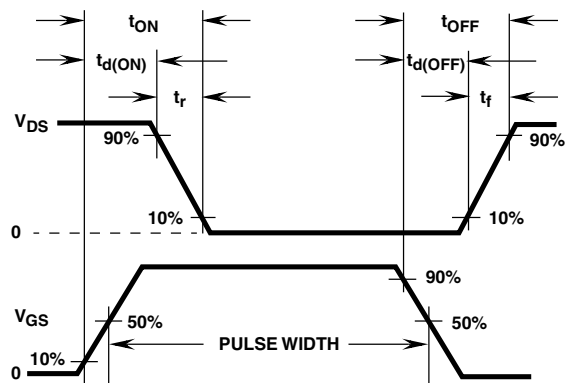 tON tOFF
td(ON) td(OFF)
tr tf
VDS
90% 90%
10% 10%
0
90%
VGS
50% 50%
PULSE WIDTH
10%
0